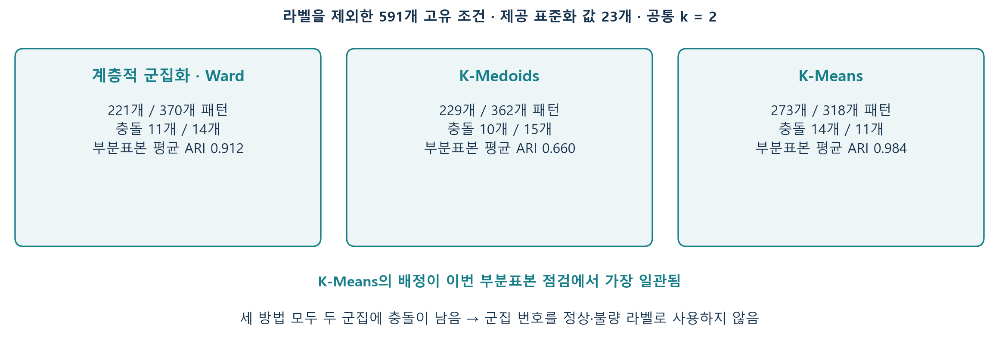 라벨을 제외한 591개 고유 조건 · 제공 표준화 값 23개 · 공통 k = 2
계층적 군집화 · Ward
221개 / 370개 패턴
충돌 11개 / 14개
부분표본 평균 ARI 0.912
K-Medoids
229개 / 362개 패턴
충돌 10개 / 15개
부분표본 평균 ARI 0.660
K-Means
273개 / 318개 패턴
충돌 14개 / 11개
부분표본 평균 ARI 0.984
K-Means의 배정이 이번 부분표본 점검에서 가장 일관됨
세 방법 모두 두 군집에 충돌이 남음 → 군집 번호를 정상·불량 라벨로 사용하지 않음